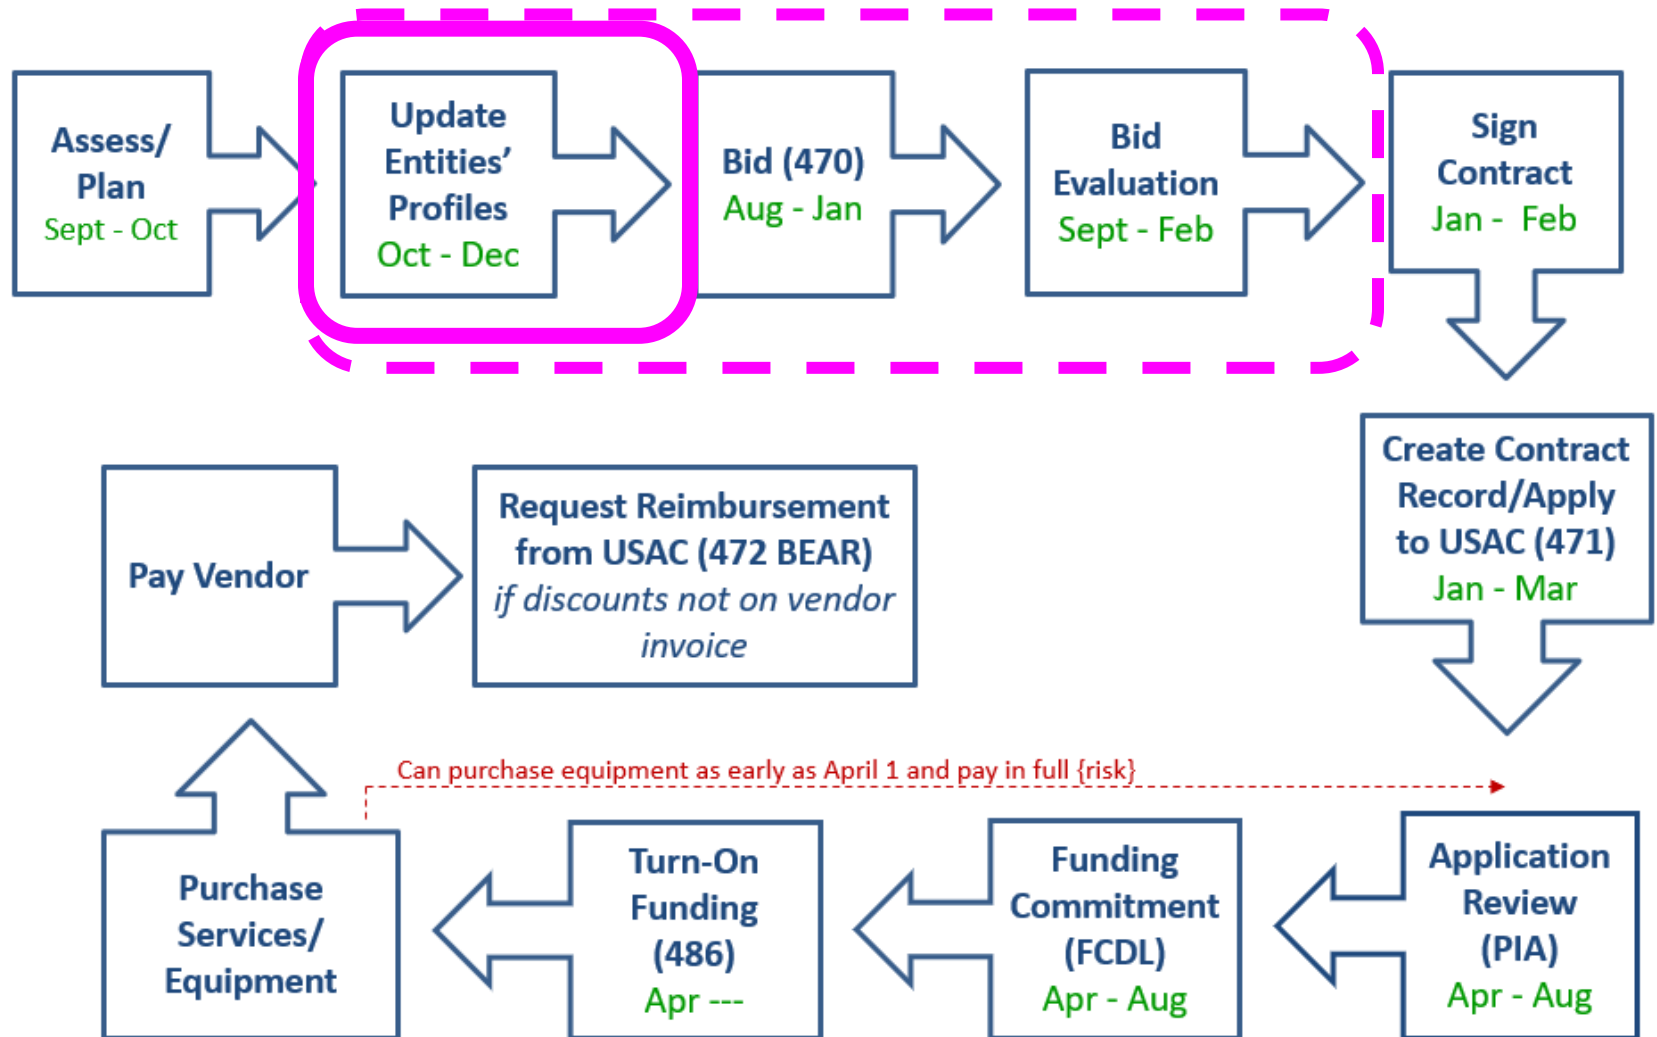 Assess/
Plan
Sept - Oct
Update
Entities’
Profiles
Oct - Dec
Bid (470)
Aug - Jan
Bid
Evaluation
Sept - Feb
Sign
Contract
Jan - Feb
Create Contract
Record/Apply
to USAC (471)
Jan - Mar
Application
Review
(PIA)
Apr - Aug
Funding
Commitment
(FCDL)
Apr - Aug
Turn-On
Funding
(486)
Apr ---
Can purchase equipment as early as April 1 and pay in full {risk}
Purchase
Services/
Equipment
Pay Vendor
Request Reimbursement
from USAC (472 BEAR)
if discounts not on vendor
invoice